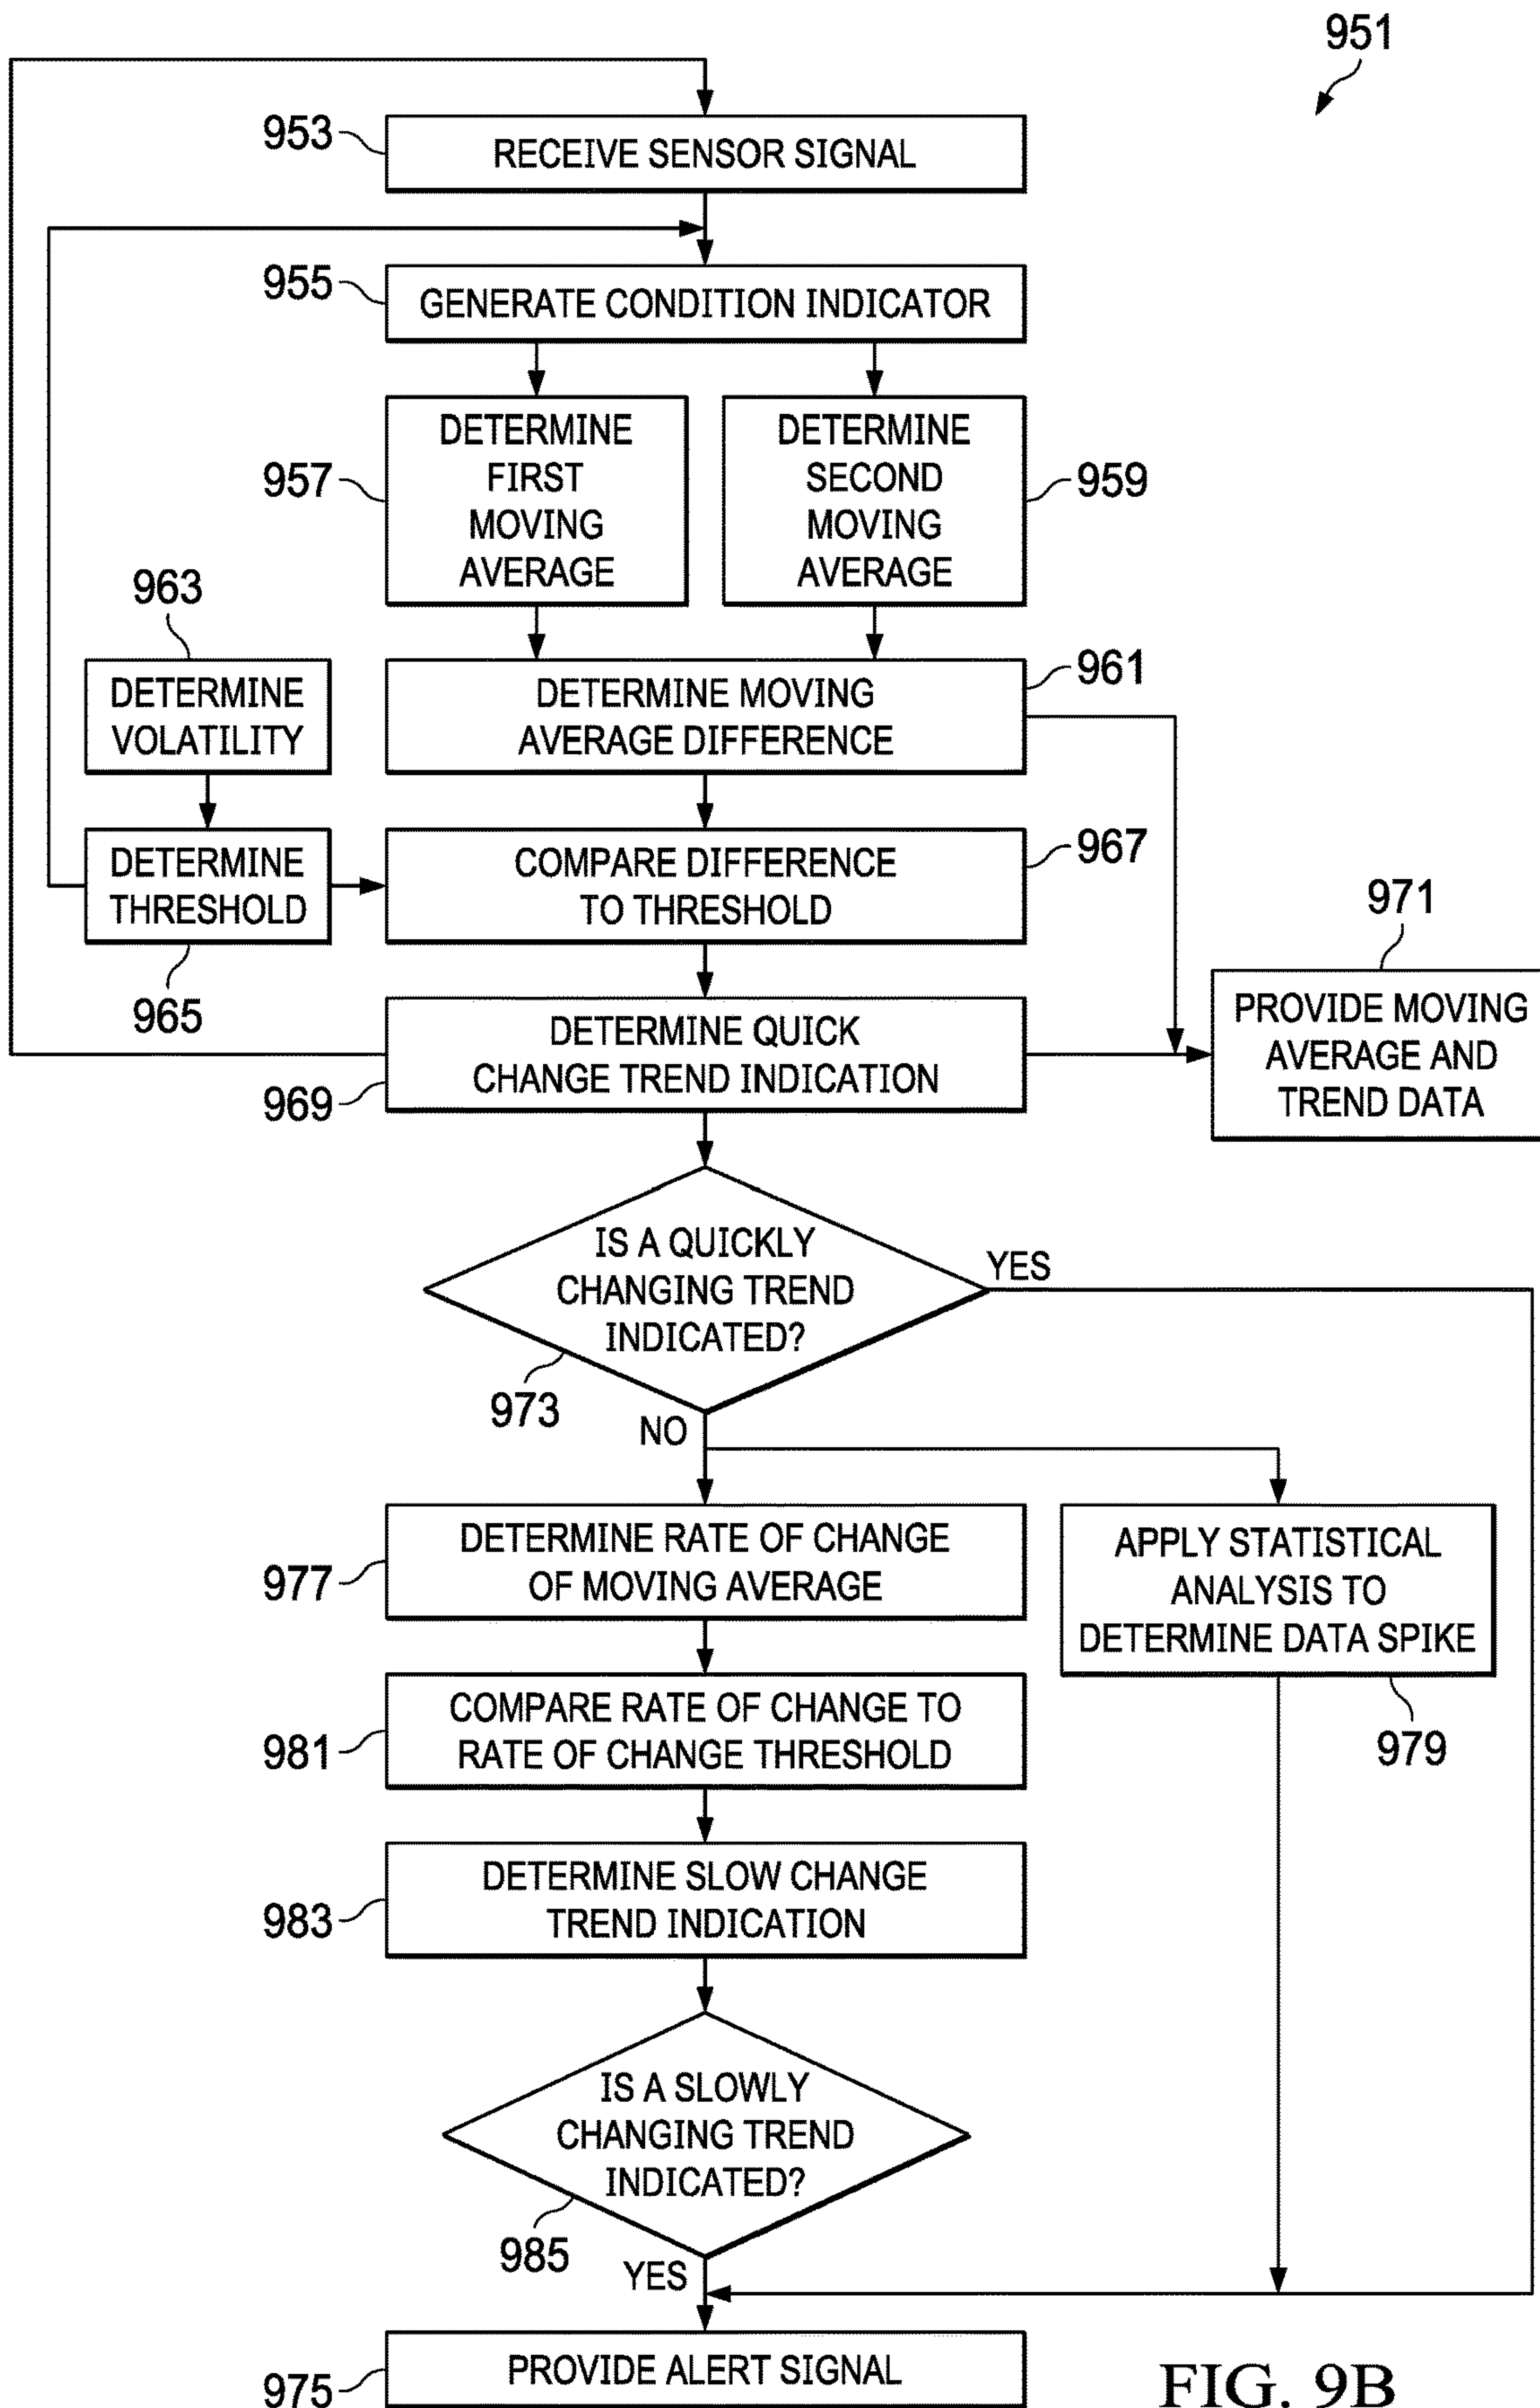 951
953
RECEIVE SENSOR SIGNAL
955
GENERATE CONDITION INDICATOR
957
DETERMINE
FIRST
MOVING
AVERAGE
DETERMINE
SECOND
MOVING
AVERAGE
959
963
DETERMINE
VOLATILITY
DETERMINE MOVING
AVERAGE DIFFERENCE
961
DETERMINE
THRESHOLD
965
COMPARE DIFFERENCE
TO THRESHOLD
967
971
PROVIDE MOVING
AVERAGE AND
TREND DATA
DETERMINE QUICK
CHANGE TREND INDICATION
969
IS A QUICKLY
CHANGING TREND
INDICATED?
YES
973
NO
977
DETERMINE RATE OF CHANGE
OF MOVING AVERAGE
APPLY STATISTICAL
ANALYSIS TO
DETERMINE DATA SPIKE
979
981
COMPARE RATE OF CHANGE TO
RATE OF CHANGE THRESHOLD
983
DETERMINE SLOW CHANGE
TREND INDICATION
IS A SLOWLY
CHANGING TREND
INDICATED?
985
YES
975
PROVIDE ALERT SIGNAL
FIG. 9B